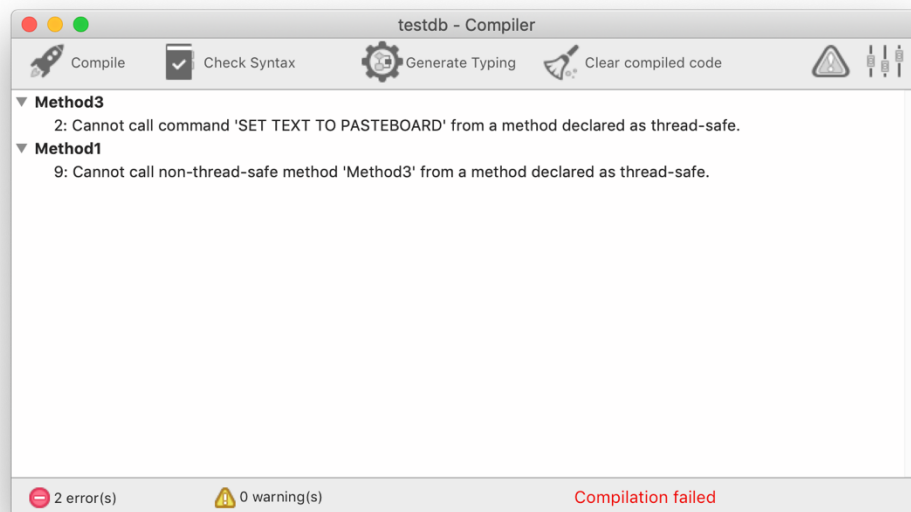 testdb - Compiler
Compile Check Syntax Generate Typing Clear compiled code
Method3
2: Cannot call command 'SET TEXT TO PASTEBOARD' from a method declared as thread-safe.
Method1
9: Cannot call non-thread-safe method 'Method3' from a method declared as thread-safe.
2 error(s) 0 warning(s) Compilation failed